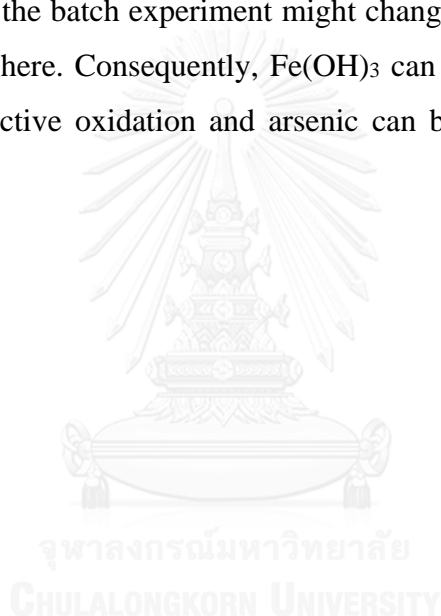 the batch experiment might chang
here. Consequently, Fe(OH)₃ can
ctive oxidation and arsenic can b
จุฬาลงกรณ์มหาวิทยาลัย
CHULALONGKORN UNIVERSITY